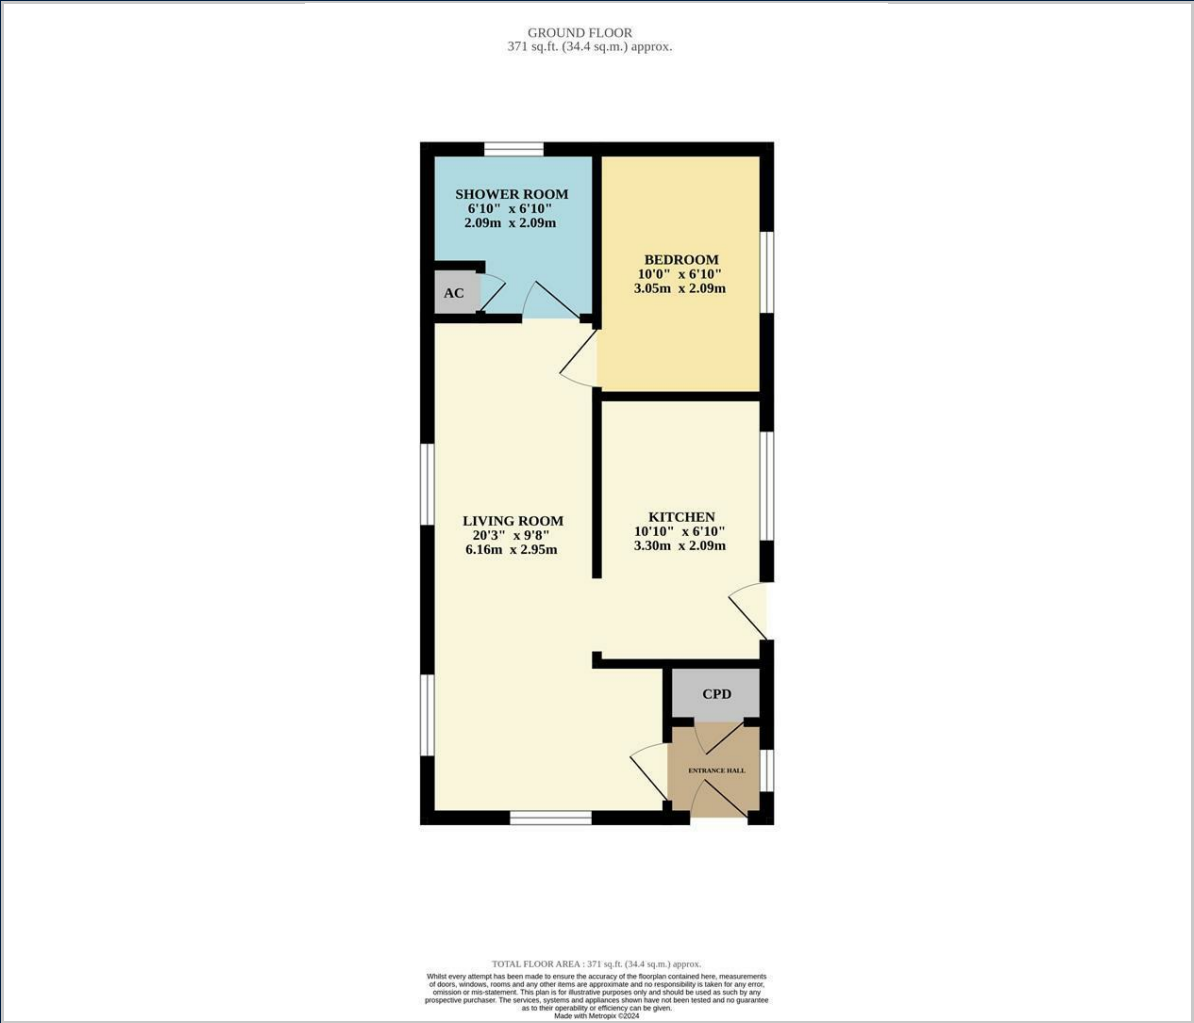 GROUND FLOOR
371 sq.ft. (34.4 sq.m.) approx.
SHOWER ROOM
6'10" x 6'10"
2.09m x 2.09m
BEDROOM
10'0" x 6'10"
3.05m x 2.09m
AC
LIVING ROOM
20'3" x 9'8"
6.16m x 2.95m
KITCHEN
10'10" x 6'10"
3.30m x 2.09m
CPD
ENTRANCE HALL
TOTAL FLOOR AREA : 371 sq.ft. (34.4 sq.m.) approx.
Whilst every attempt has been made to ensure the accuracy of the floorplan contained here, measurements
of doors, windows, rooms and any other items are approximate and no responsibility is taken for any error,
omission or mis-statement. This plan is for illustrative purposes only and should be used as such by any
prospective purchaser. The services, systems and appliances shown have not been tested and no guarantee
as to their operability or efficiency can be given.
Made with Metropix ©2024